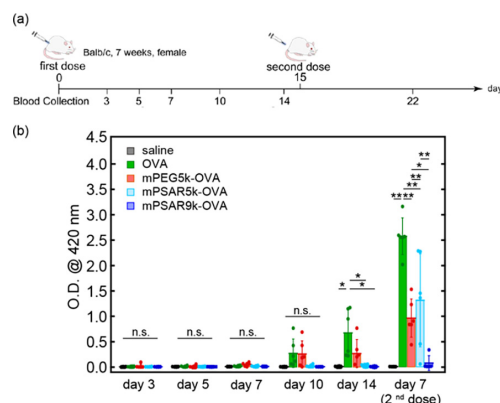 (a)
Balb/c, 7 weeks, female
first dose
second dose
0
15
day
Blood Collection
3
5
7
10
14
22
(b)
4.5
4.0
3.5
3.0
2.5
2.0
1.5
1.0
0.5
0.0
O.D. @ 420 nm
saline
OVA
mPEG5k-OVA
mPSAR5k-OVA
mPSAR9k-OVA
n.s.
n.s.
n.s.
n.s.
*
*
*
**
*
**
**
** **
day 3
day 5
day 7
day 10
day 14
day 7
(2 nd dose)